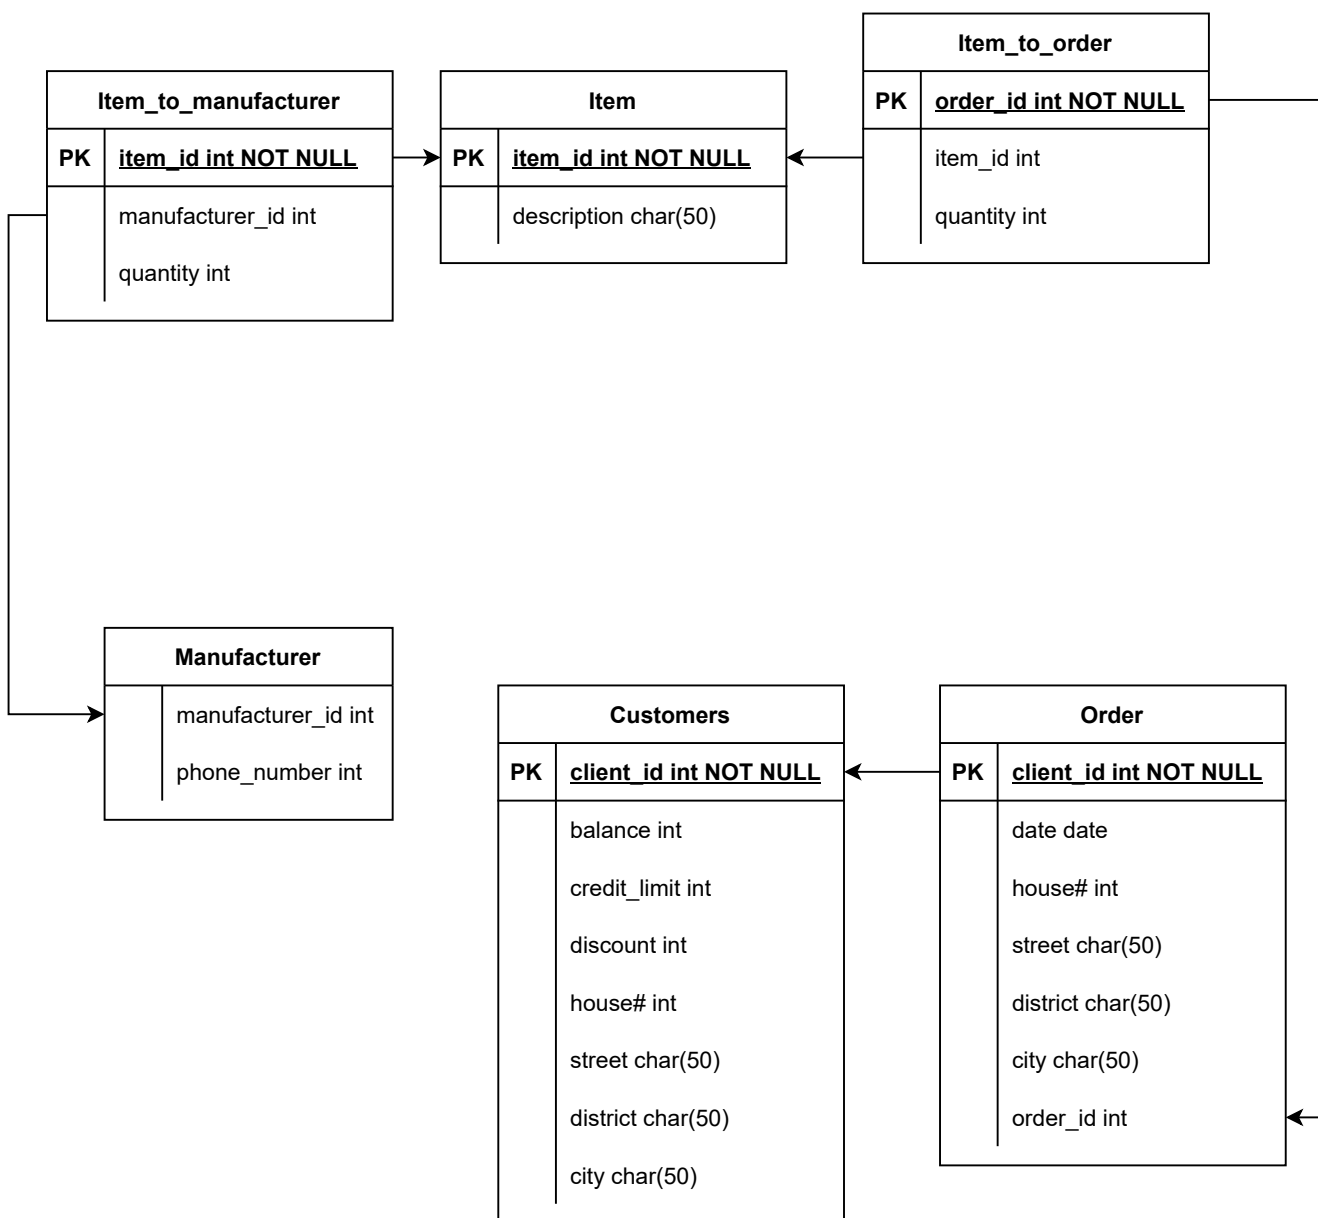 Item_to_manufacturer
PK item_id int NOT NULL
manufacturer_id int
quantity int
Item
PK item_id int NOT NULL
description char(50)
Item_to_order
PK order_id int NOT NULL
item_id int
quantity int
Manufacturer
manufacturer_id int
phone_number int
Customers
PK client_id int NOT NULL
balance int
credit_limit int
discount int
house# int
street char(50)
district char(50)
city char(50)
Order
PK client_id int NOT NULL
date date
house# int
street char(50)
district char(50)
city char(50)
order_id int